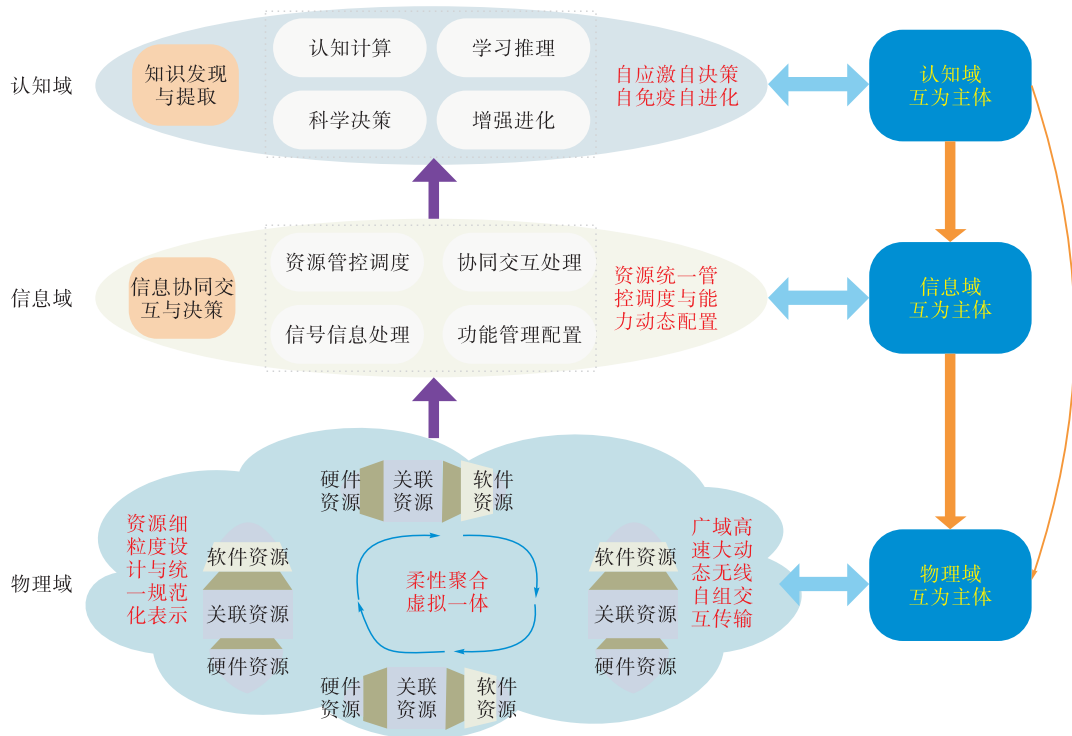 认知域
知识发现
与提取
认知计算
学习推理
科学决策
增强进化
自应激自决策
自免疫自进化
认知域
互为主体
信息域
信息协同交
互与决策
资源管控调度
协同交互处理
信号信息处理
功能管理配置
资源统一管
控调度与能
力动态配置
信息域
互为主体
物理域
资源细
粒度设
计与统
一规范
化表示
软件资源
关联资源
硬件资源
硬件
资源
关联
资源
软件
资源
柔性聚合
虚拟一体
硬件
资源
关联
资源
软件
资源
软件资源
关联资源
硬件资源
广域高
速大动
态无线
自组交
互传输
物理域
互为主体